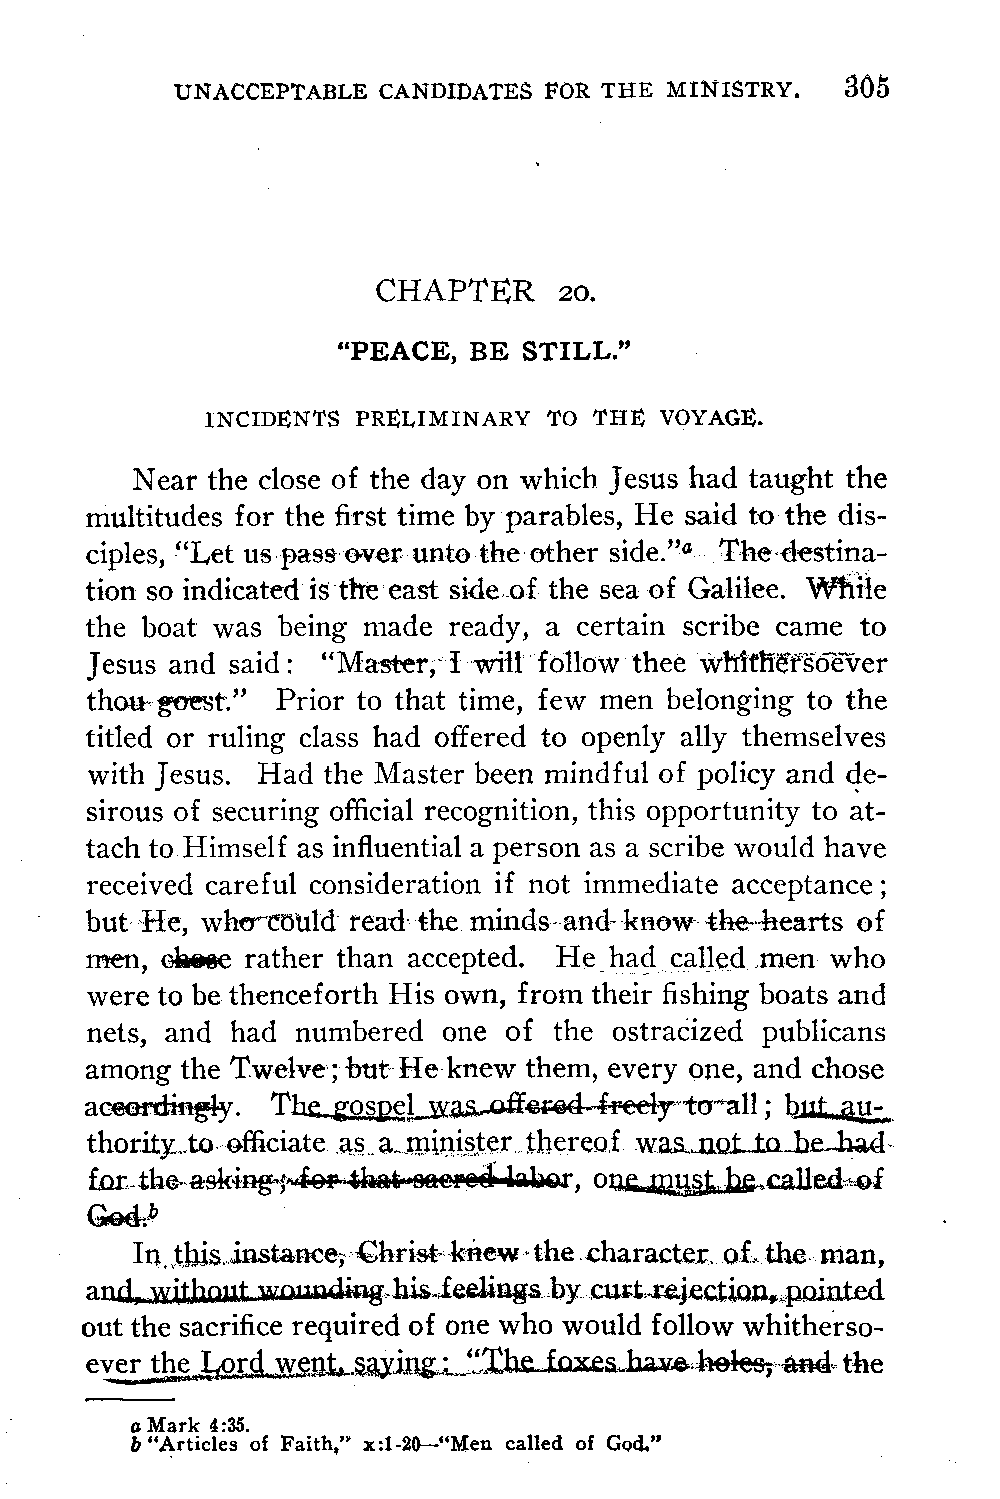 UNACCEPTABLE CANDIDATES FOR THE MINISTRY. 305
CHAPTER 20.
“PEACE, BE STILL.”
INCIDENTS PRELIMINARY TO THE VOYAGE.
Near the close of the day on which Jesus had taught the
multitudes for the first time by parables, He said to the dis-
ciples, “Let us pass over unto the other side.”a The destina-
tion so indicated is the east side of the sea of Galilee. While
the boat was being made ready, a certain scribe came to
Jesus and said: “Master, I will follow thee whithersoever
thou goest.” Prior to that time, few men belonging to the
titled or ruling class had offered to openly ally themselves
with Jesus. Had the Master been mindful of policy and de-
sirous of securing official recognition, this opportunity to at-
tach to Himself as influential a person as a scribe would have
received careful consideration if not immediate acceptance;
but He, who could read the minds and know the hearts of
men, chose rather than accepted. He had called men who
were to be thenceforth His own, from their fishing boats and
nets, and had numbered one of the ostracized publicans
among the Twelve; but He knew them, every one, and chose
accordingly. The gospel was offered freely to all; but au-
thority to officiate as a minister thereof was not to be had
for the asking; for that sacred labor, one must be called of
God.b
In this instance, Christ knew the character of the man,
and, without wounding his feelings by curt rejection, pointed
out the sacrifice required of one who would follow whitherso-
ever the Lord went, saying: “The foxes have holes, and the
a Mark 4:35.
b “Articles of Faith,” x:1-20—“Men called of God.”